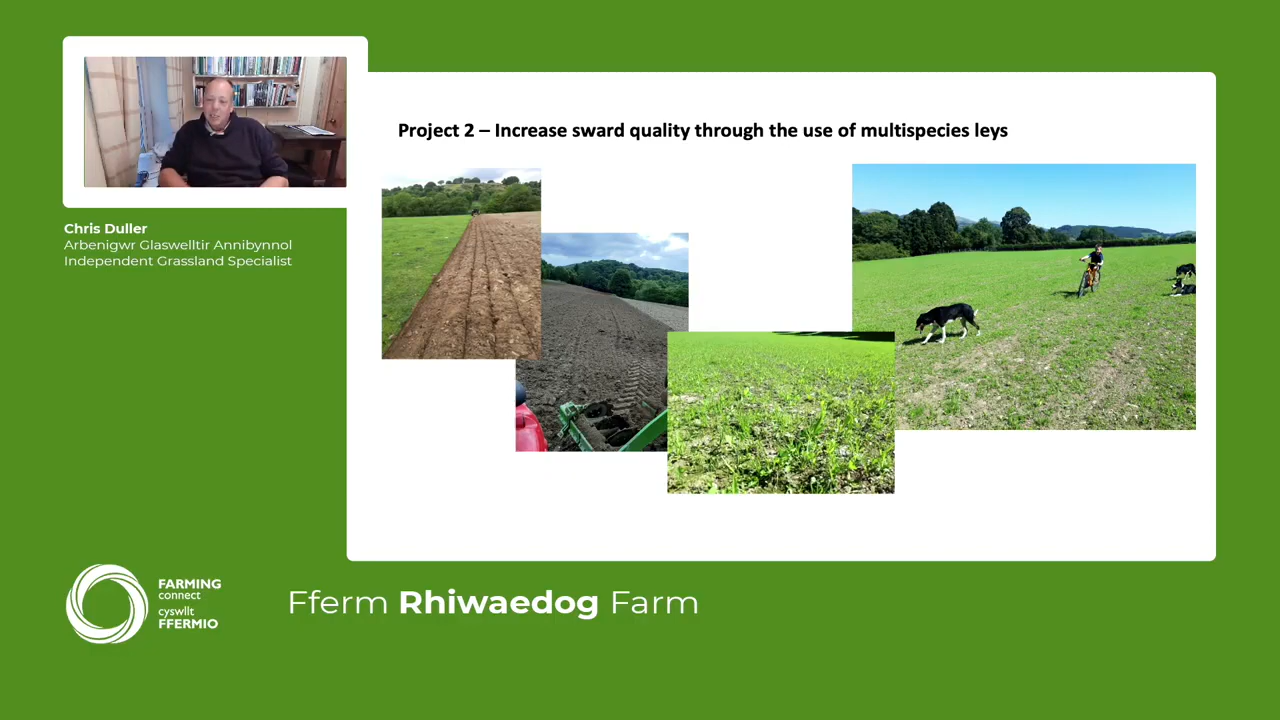 Project 2 – Increase sward quality through the use of multispecies leys
Chris Duller
Arbenigwr Glaswelltir Annibynnol
Independent Grassland Specialist
FARMING
connect
cyswllt
FFERMIO
Fferm Rhiwaedog Farm